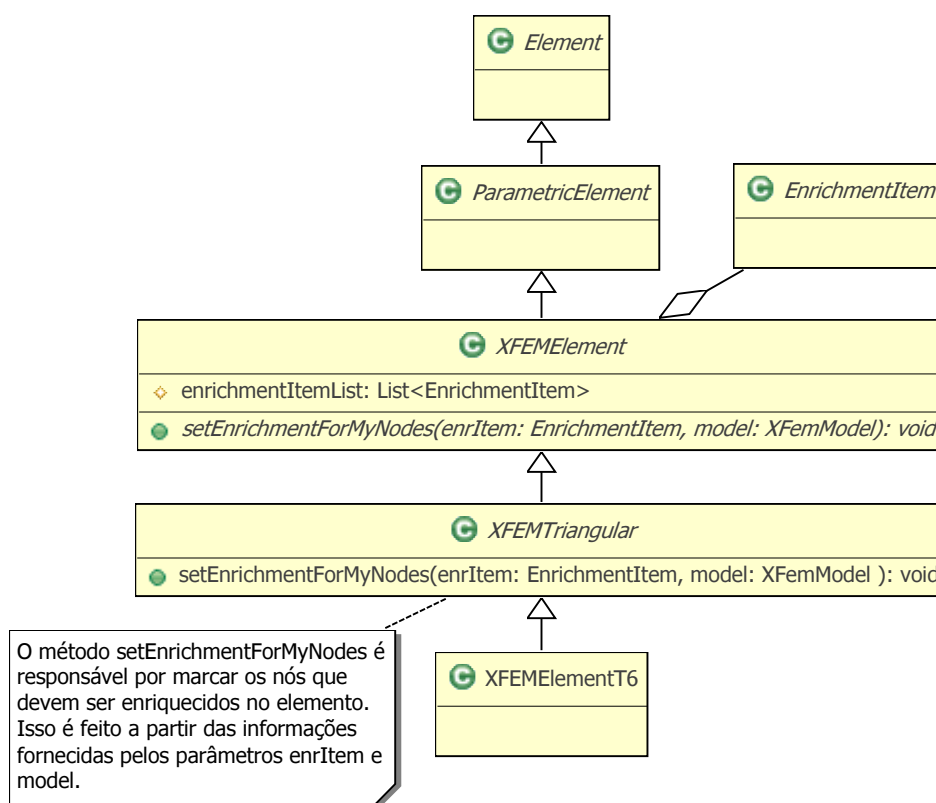 Element
ParametricElement
EnrichmentItem
XFEMElement
enrichmentItemList: List<EnrichmentItem>
setEnrichmentForMyNodes(enrItem: EnrichmentItem, model: XFemModel): void
XFEMTriangular
setEnrichmentForMyNodes(enrItem: EnrichmentItem, model: XFemModel ): void
O método setEnrichmentForMyNodes é
responsável por marcar os nós que
devem ser enriquecidos no elemento.
Isso é feito a partir das informações
fornecidas pelos parâmetros enrItem e
model.
XFEMElementT6